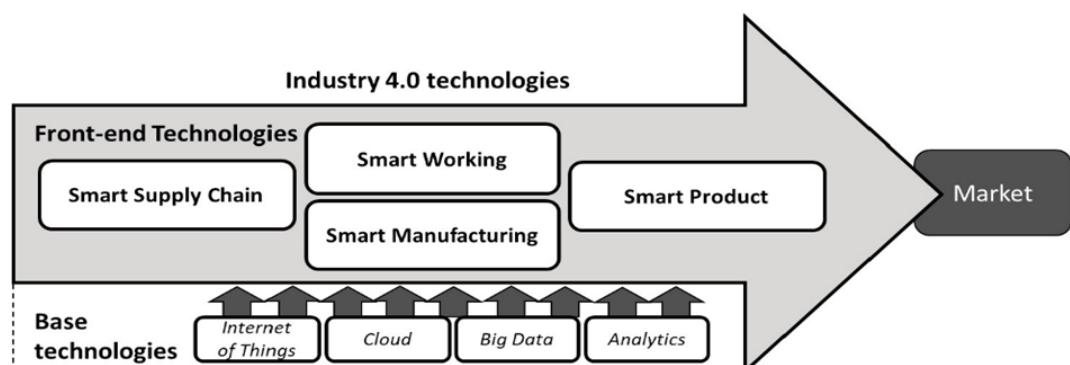 Industry 4.0 technologies
Front-end Technologies
Smart Supply Chain
Smart Working
Smart Manufacturing
Smart Product
Market
Base
technologies
Internet
of Things
Cloud
Big Data
Analytics